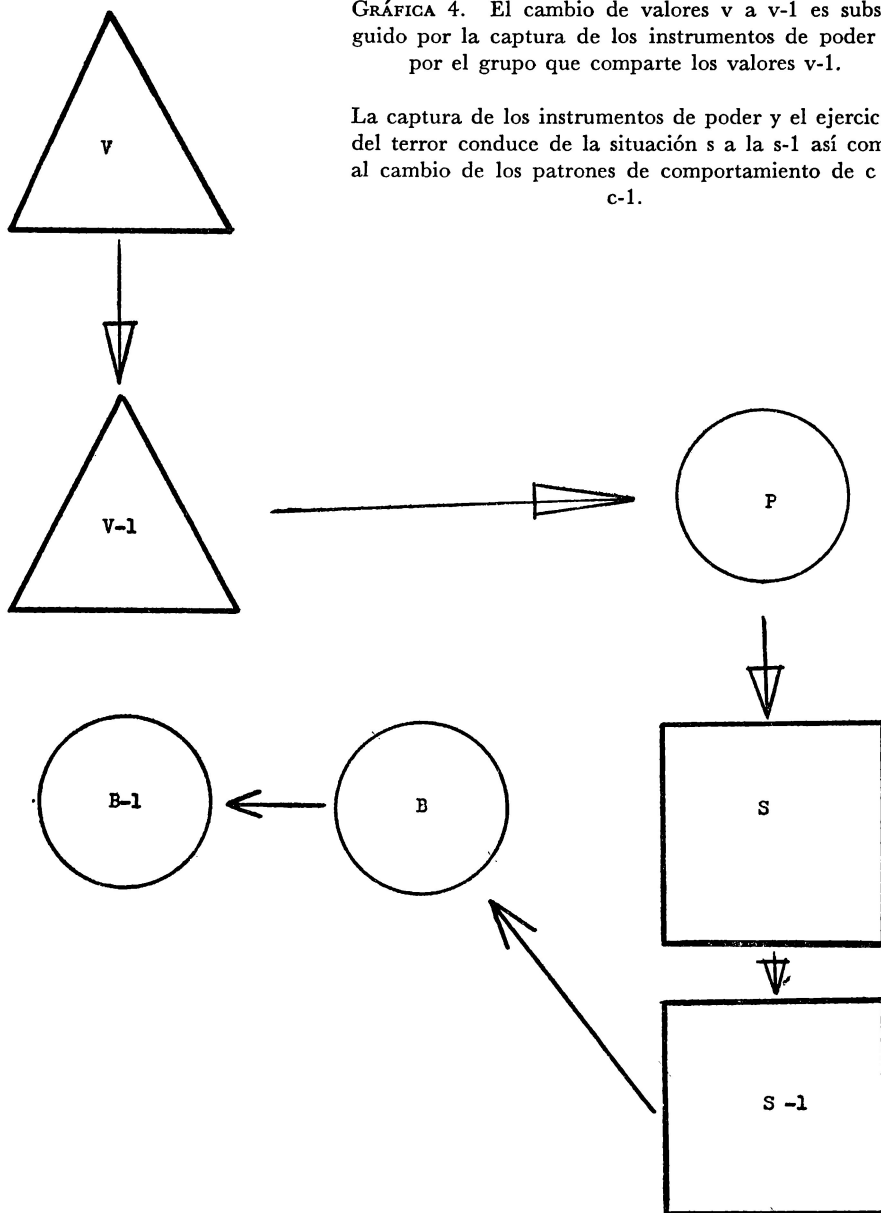 GRÁFICA 4. El cambio de valores v a v-1 es subs
guido por la captura de los instrumentos de poder
por el grupo que comparte los valores v-1.
La captura de los instrumentos de poder y el ejercic
del terror conduce de la situación s a la s-1 así com
al cambio de los patrones de comportamiento de c
c-1.
V
V-1
P
B-1
B
S
S -1